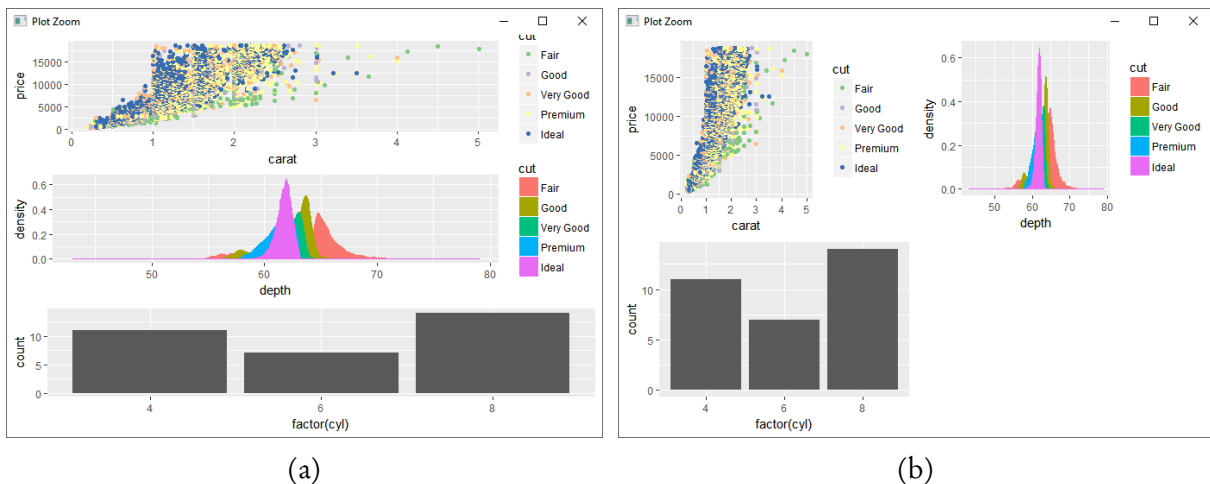 Plot Zoom
price
15000
10000
5000
0
0 1 2 3 4 5
carat
cut
Fair
Good
Very Good
Premium
Ideal
density
0.6
0.4
0.2
0.0
50 60 70 80
depth
cut
Fair
Good
Very Good
Premium
Ideal
count
10
5
0
4 6 8
factor(cyl)
(a)
Plot Zoom
price
15000
10000
5000
0
0 1 2 3 4 5
carat
cut
Fair
Good
Very Good
Premium
Ideal
density
0.6
0.4
0.2
0.0
50 60 70 80
depth
cut
Fair
Good
Very Good
Premium
Ideal
count
10
5
0
4 6 8
factor(cyl)
(b)